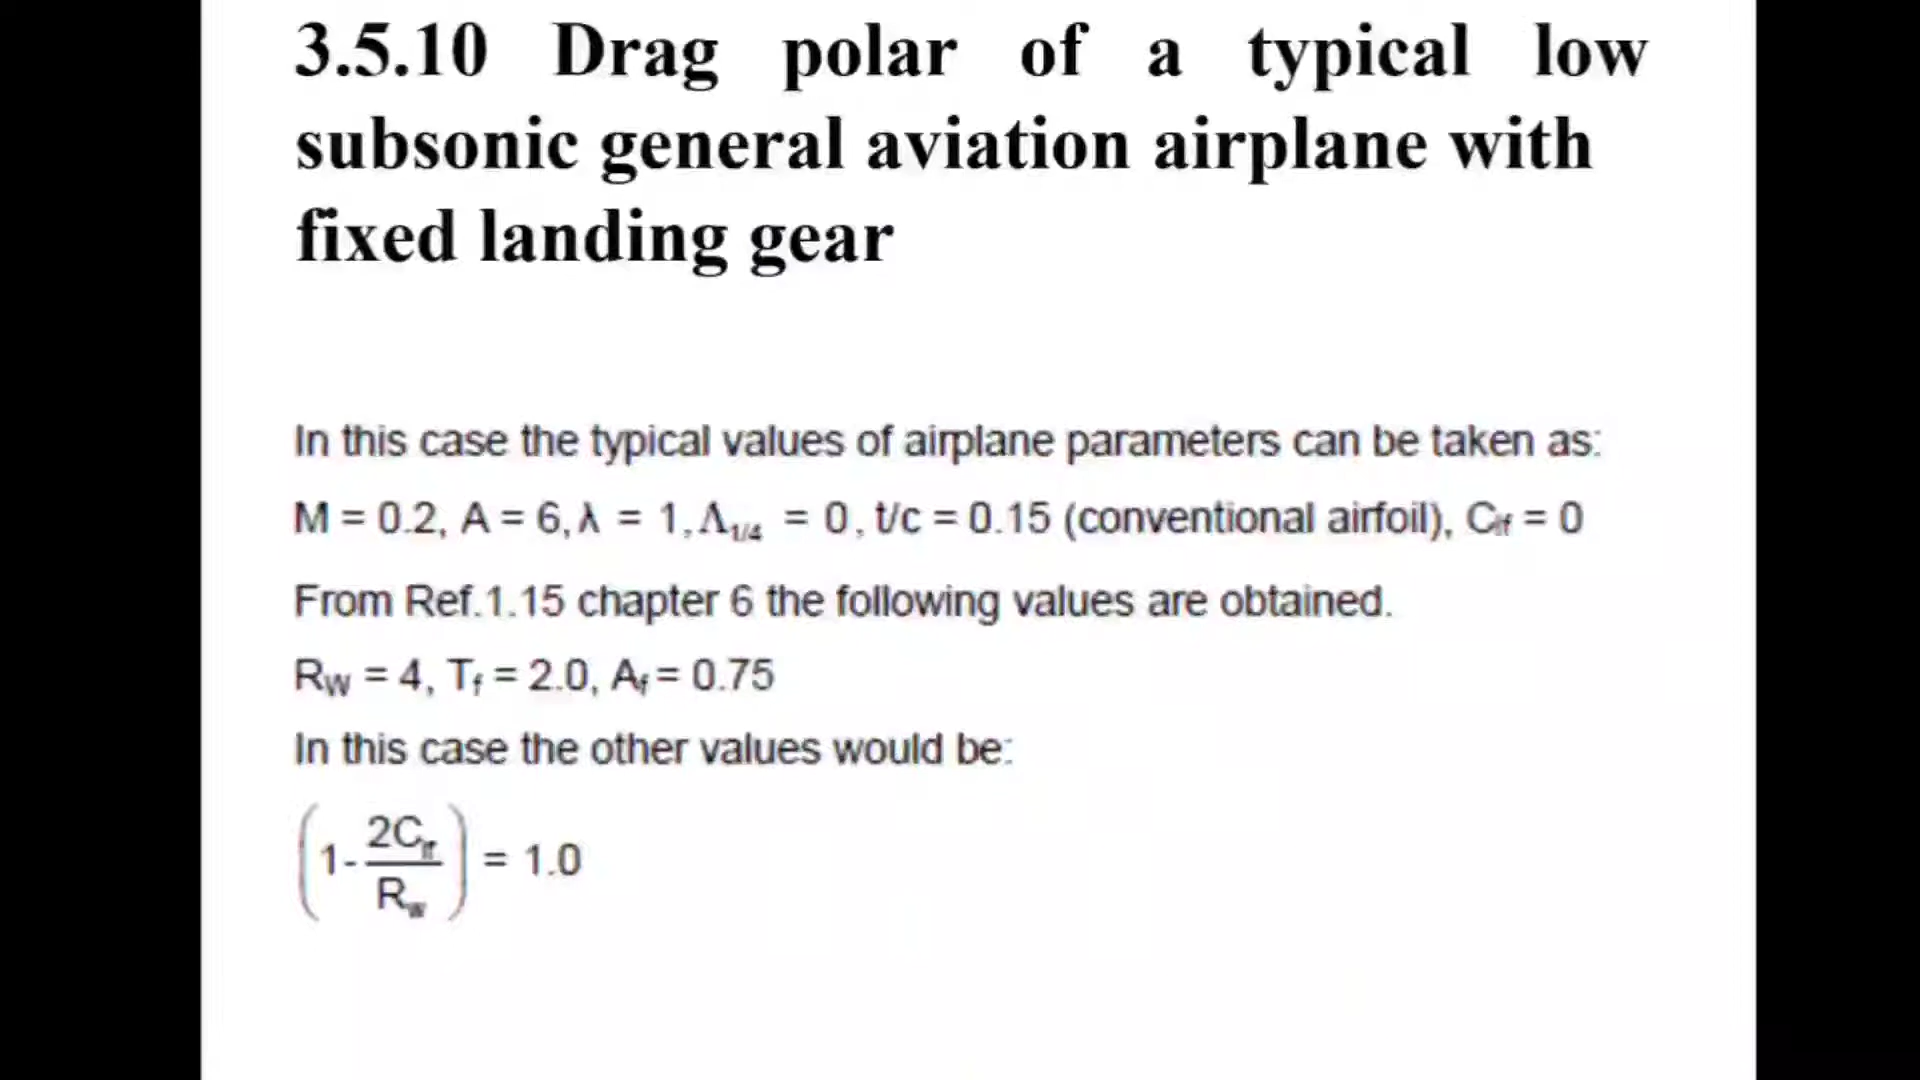 3.5.10 Drag polar of a typical low
subsonic general aviation airplane with
fixed landing gear
In this case the typical values of airplane parameters can be taken as:
M = 0.2, A = 6, λ = 1, Λ1/4 = 0, t/c = 0.15 (conventional airfoil), Clf = 0
From Ref.1.15 chapter 6 the following values are obtained.
RW = 4, Tf = 2.0, Af = 0.75
In this case the other values would be:
(1- 2Clf / Rw) = 1.0